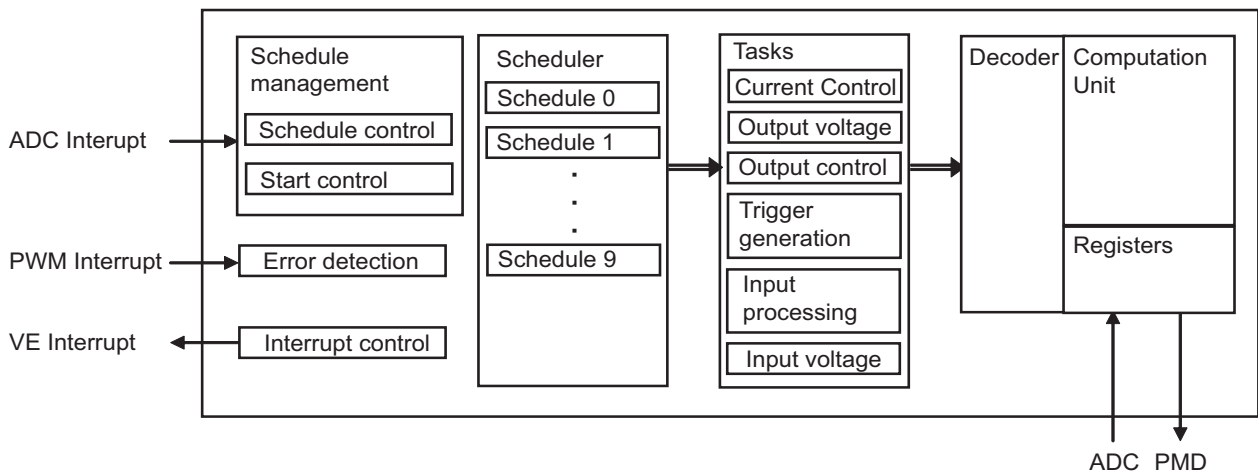 Schedule
management
Schedule control
Start control
ADC Interupt
PWM Interrupt
Error detection
VE Interrupt
Interrupt control
Scheduler
Schedule 0
Schedule 1
.
.
.
Schedule 9
Tasks
Current Control
Output voltage
Output control
Trigger
generation
Input
processing
Input voltage
Decoder
Computation
Unit
Registers
ADC
PMD